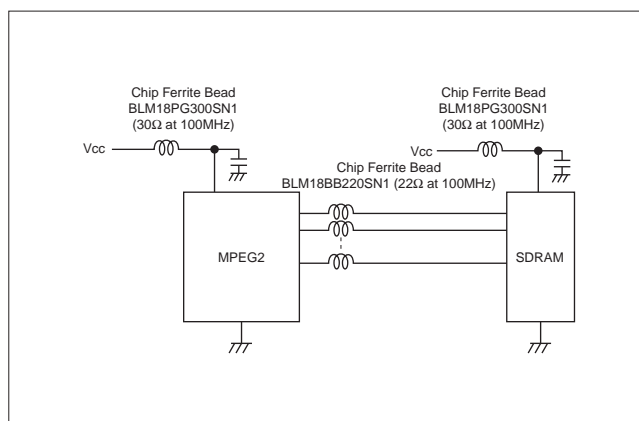 Chip Ferrite Bead
BLM18PG300SN1
(30Ω at 100MHz)
Vcc
Chip Ferrite Bead
BLM18PG300SN1
(30Ω at 100MHz)
Vcc
Chip Ferrite Bead
BLM18BB220SN1 (22Ω at 100MHz)
MPEG2
SDRAM